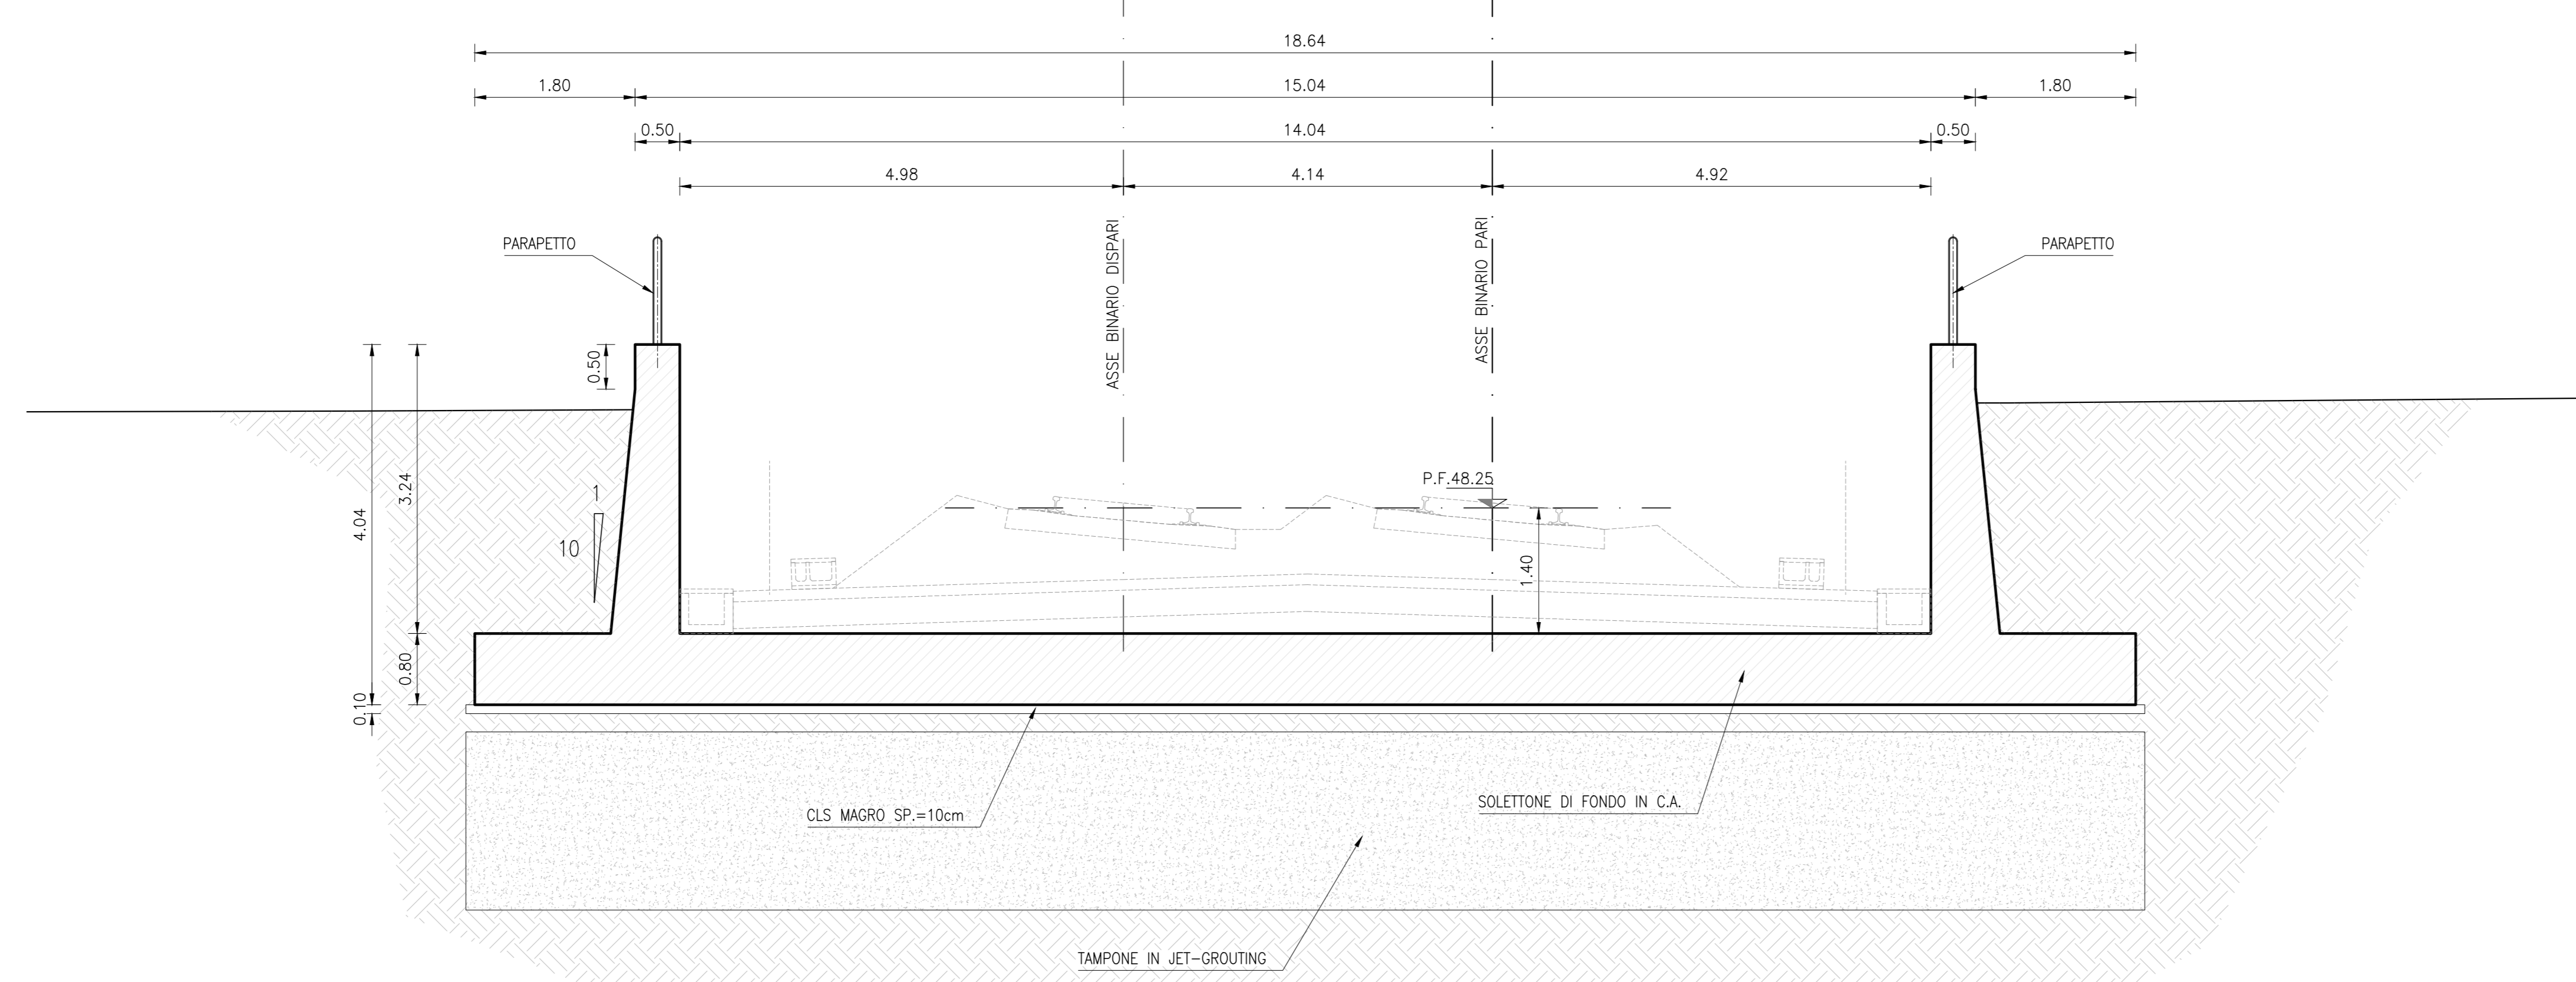 18.64
1.80
15.04
1.80
0.50
14.04
0.50
4.98
4.14
4.92
PARAPETTO
ASSE BINARIO DISPARI
ASSE BINARIO PARI
PARAPETTO
0.50
4.04
3.24
1
10
P.F.48.25
1.40
0.80
0.10
CLS MAGRO SP.=10cm
SOLETTONE DI FONDO IN C.A.
TAMPONE IN JET-GROUTING